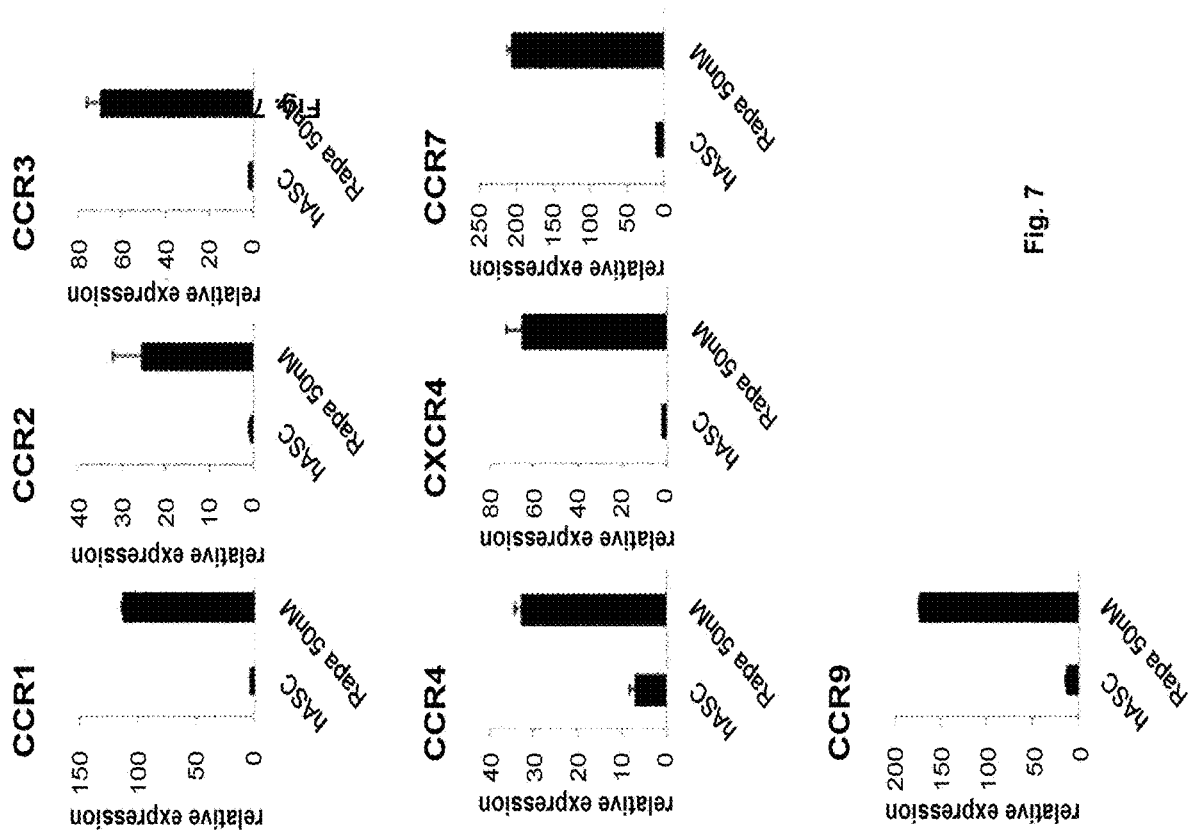 CCR1
relative expression
150
100
50
0
hASC
Rapa 50nM
CCR2
relative expression
40
30
20
10
0
hASC
Rapa 50nM
CCR3
relative expression
80
60
40
20
0
hASC
Rapa 50nM
Fig. 7
CCR4
relative expression
40
30
20
10
0
hASC
Rapa 50nM
CXCR4
relative expression
80
60
40
20
0
hASC
Rapa 50nM
CCR7
relative expression
250
200
150
100
50
0
hASC
Rapa 50nM
CCR9
relative expression
200
150
100
50
0
hASC
Rapa 50nM
Fig. 7